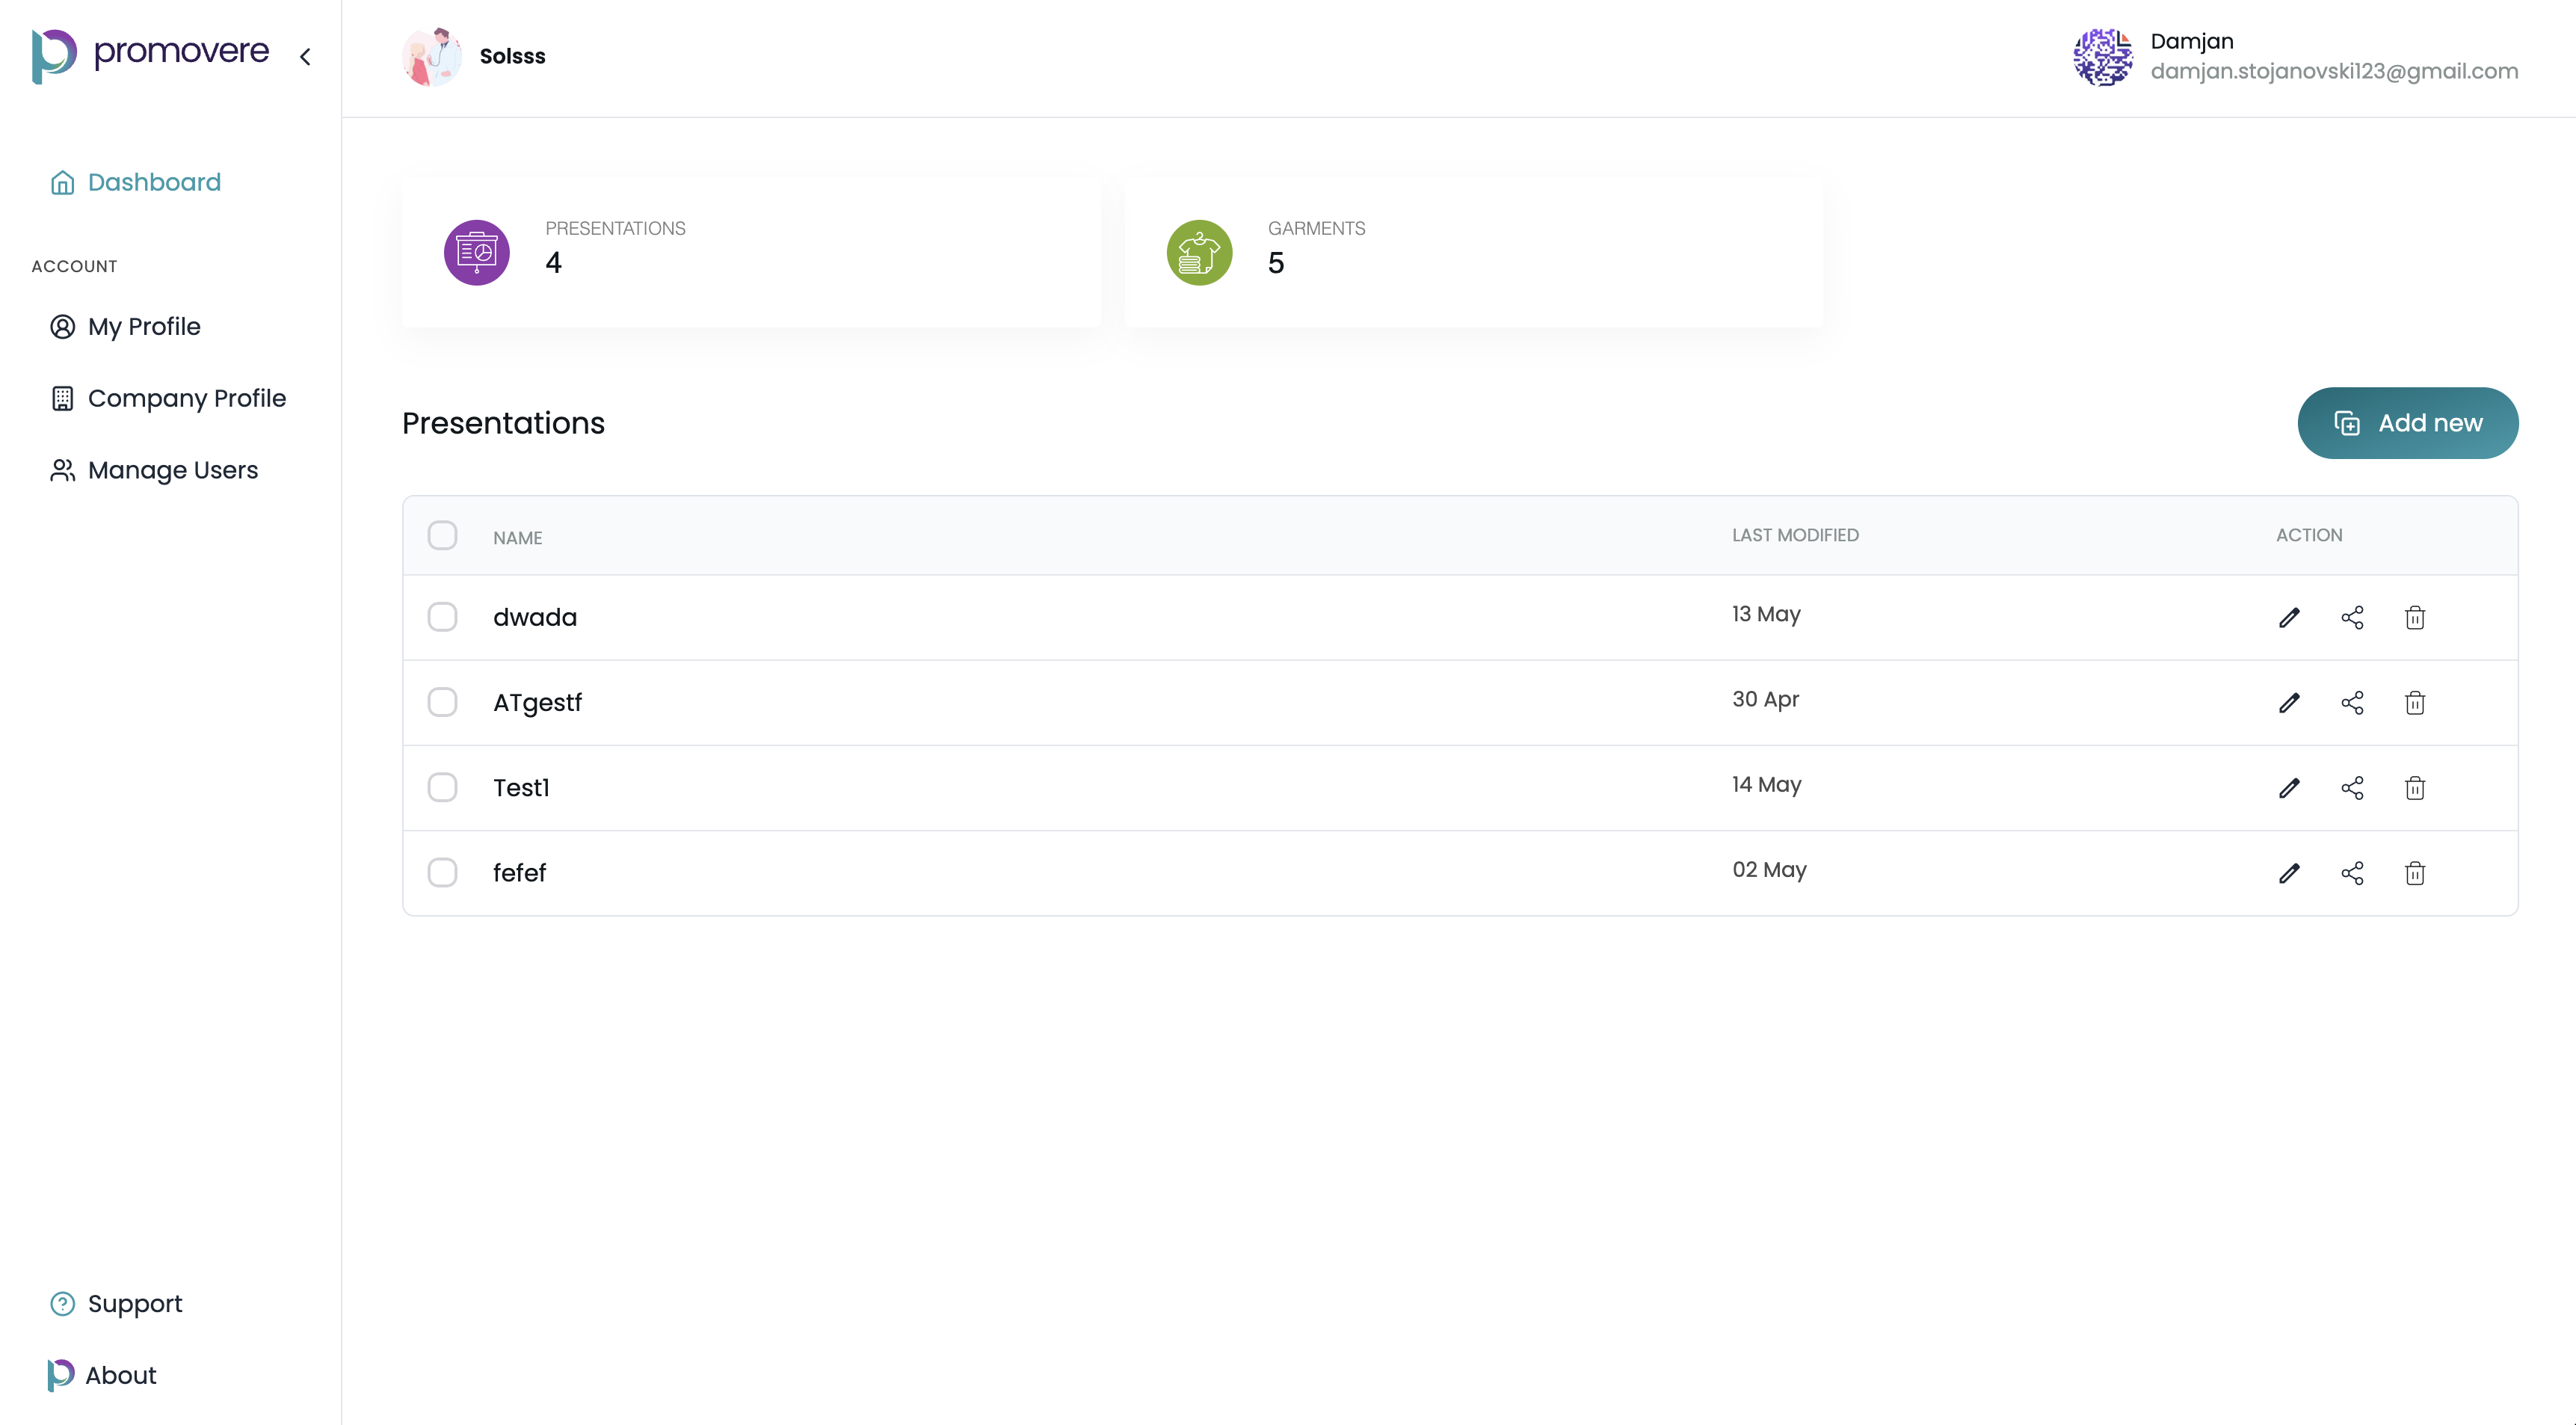 promovere
Solsss
Damjan
damjan.stojanovski123@gmail.com
Dashboard
ACCOUNT
My Profile
Company Profile
Manage Users
PRESENTATIONS
4
GARMENTS
5
Presentations
Add new
NAME LAST MODIFIED ACTION
dwada 13 May
ATgestf 30 Apr
Test1 14 May
fefef 02 May
Support
About